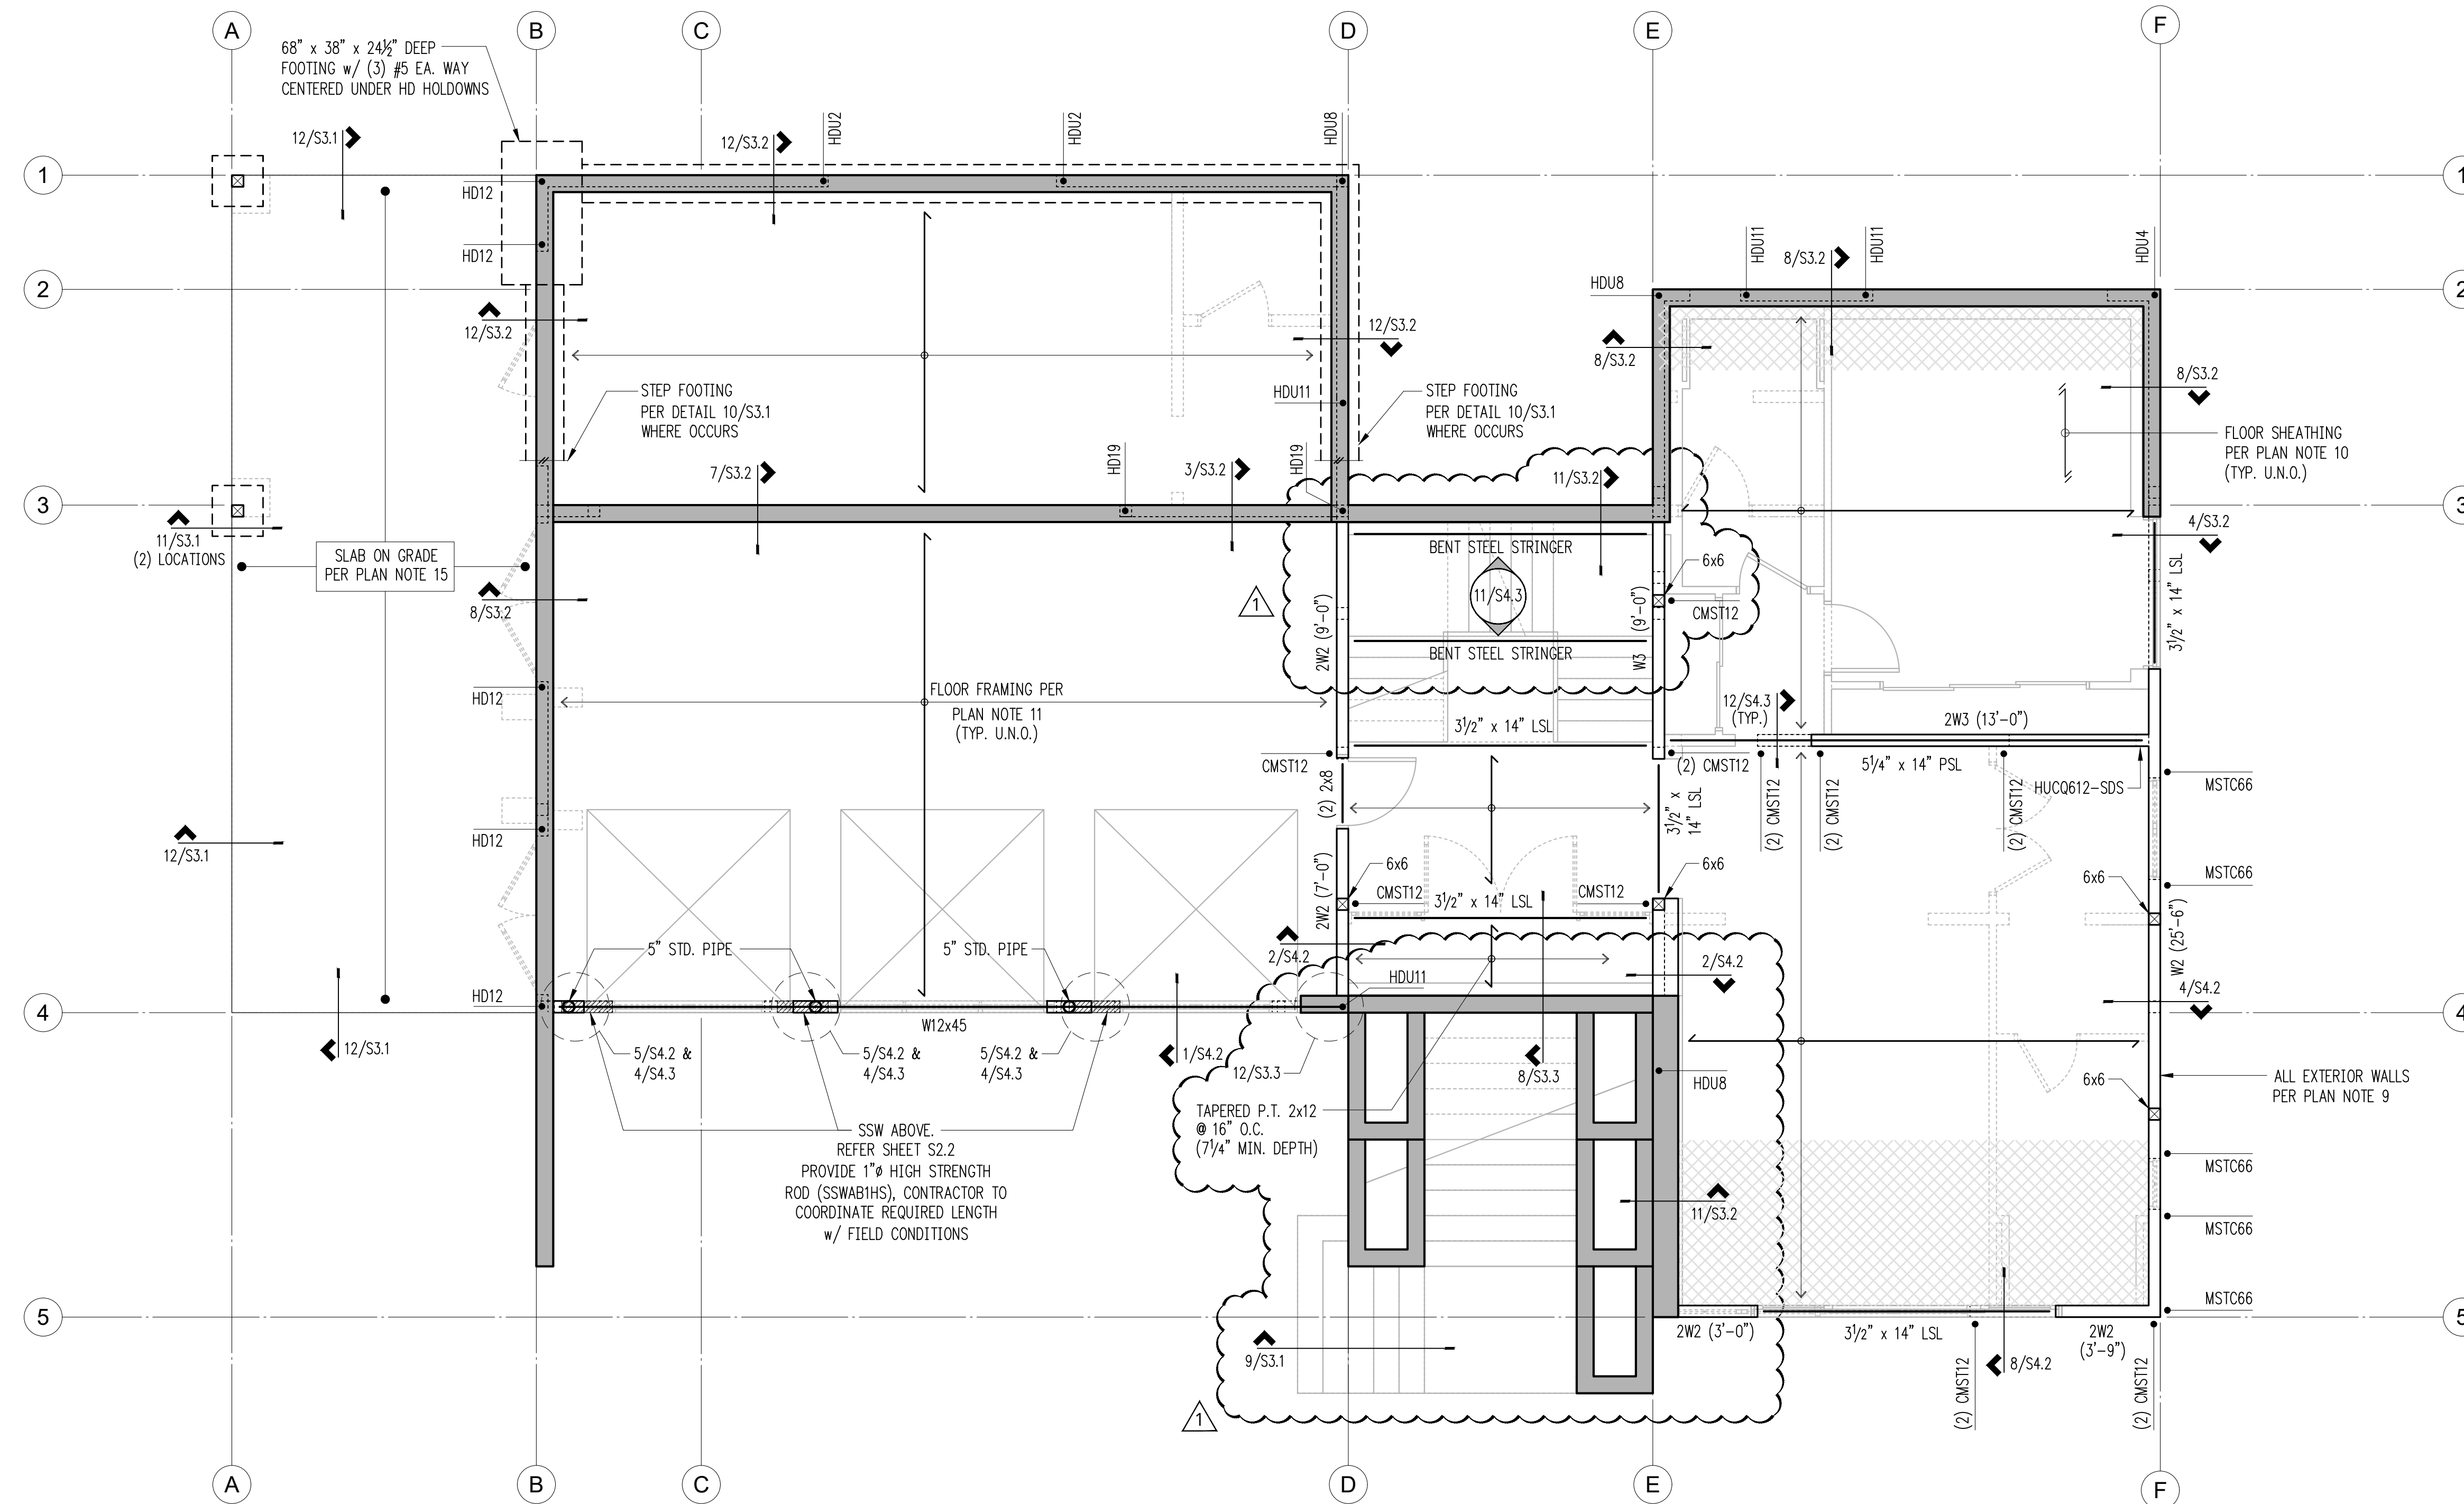 A
B
C
D
E
F
68" x 38" x 24½" DEEP
FOOTING w/ (3) #5 EA. WAY
CENTERED UNDER HD HOLDOWNS
12/S3.1
12/S3.2
HDU2
HDU2
HDU8
1
1
HD12
HD12
2
2
HDU8
HDU11
HDU11
8/S3.2
HDU4
12/S3.2
12/S3.2
8/S3.2
8/S3.2
STEP FOOTING
PER DETAIL 10/S3.1
WHERE OCCURS
HDU11
STEP FOOTING
PER DETAIL 10/S3.1
WHERE OCCURS
FLOOR SHEATHING
PER PLAN NOTE 10
(TYP. U.N.O.)
7/S3.2
HD19
3/S3.2
HD19
11/S3.2
3
3
11/S3.1
(2) LOCATIONS
4/S3.2
SLAB ON GRADE
PER PLAN NOTE 15
BENT STEEL STRINGER
6x6
3½" x 14" LSL
8/S3.2
1
11/S4.3
CMST12
2W2 (9'-0")
W3
(9'-0")
BENT STEEL STRINGER
HD12
FLOOR FRAMING PER
PLAN NOTE 11
(TYP. U.N.O.)
3½" x 14" LSL
12/S4.3
(TYP.)
2W3 (13'-0")
CMST12
(2) CMST12
5¼" x 14" PSL
HUCQ612-SDS
MSTC66
(2) 2x8
3½" x
14" LSL
(2) CMST12
(2) CMST12
(2) CMST12
HD12
12/S3.1
6x6
6x6
6x6
MSTC66
2W2 (7'-0")
CMST12
3½" x 14" LSL
CMST12
W2 (25'-6")
5" STD. PIPE
5" STD. PIPE
2/S4.2
2/S4.2
HDU11
4/S4.2
HD12
4
4
W12x45
12/S3.1
5/S4.2 &
4/S4.3
5/S4.2 &
4/S4.3
5/S4.2 &
4/S4.3
1/S4.2
12/S3.3
8/S3.3
HDU8
6x6
ALL EXTERIOR WALLS
PER PLAN NOTE 9
TAPERED P.T. 2x12
@ 16" O.C.
(7¼" MIN. DEPTH)
SSW ABOVE.
REFER SHEET S2.2
PROVIDE 1"ø HIGH STRENGTH
ROD (SSWAB1HS), CONTRACTOR TO
COORDINATE REQUIRED LENGTH
w/ FIELD CONDITIONS
MSTC66
11/S3.2
MSTC66
MSTC66
5
5
2W2 (3'-0")
3½" x 14" LSL
2W2
(3'-9")
9/S3.1
(2) CMST12
8/S4.2
(2) CMST12
1
A
B
C
D
E
F